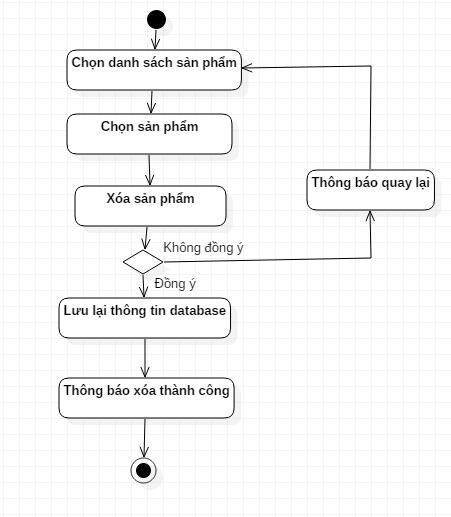 Chọn danh sách sản phẩm
Chọn sản phẩm
Thông báo quay lại
Xóa sản phẩm
Không đồng ý
Đồng ý
Lưu lại thông tin database
Thông báo xóa thành công